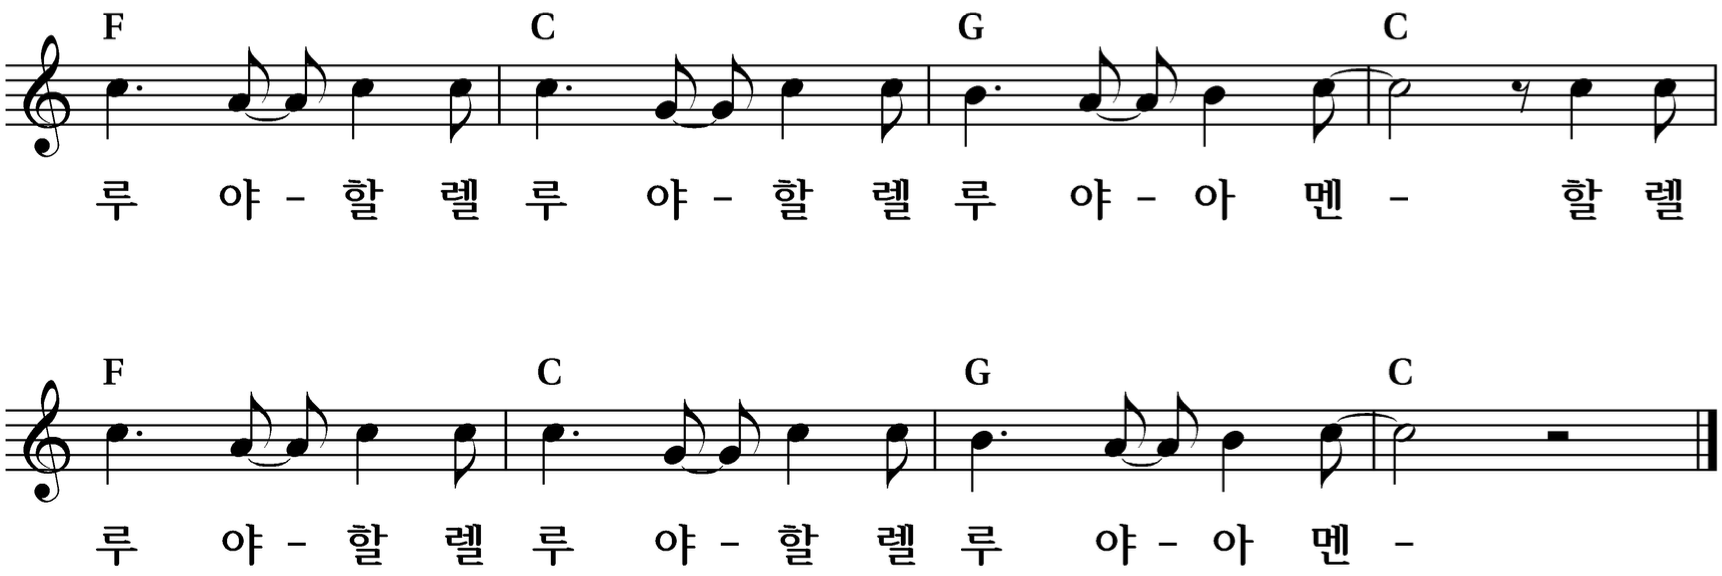 F C G C
루 야 - 할 렐 루 야 - 할 렐 루 야 - 아 멘 - 할 렐
F C G C
루 야 - 할 렐 루 야 - 할 렐 루 야 - 아 멘 -